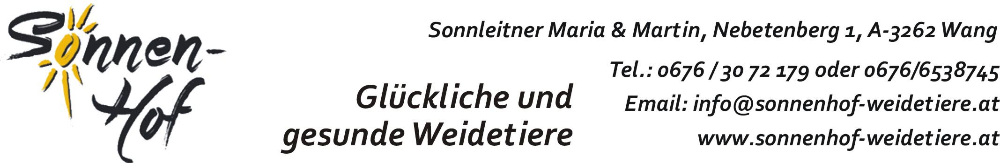 Sonnen-
Hof
Sonnleitner Maria & Martin, Nebetenberg 1, A-3262 Wang
Tel.: 0676 / 30 72 179 oder 0676/6538745
Email: info@sonnenhof-weidetiere.at
www.sonnenhof-weidetiere.at
Glückliche und
gesunde Weidetiere